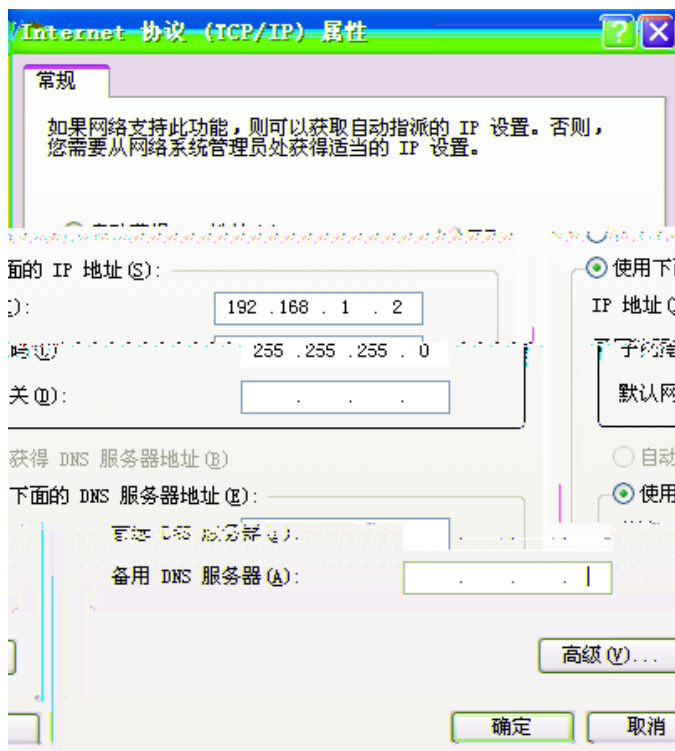 Internet 协议 (TCP/IP) 属性
常规
如果网络支持此功能，则可以获取自动指派的 IP 设置。否则，
您需要从网络系统管理员处获得适当的 IP 设置。
面的 IP 地址(S):
使用下
192 .168 . 1 . 2
IP 地址(
255 .255 .255 . 0
关(D):
默认网
获得 DNS 服务器地址(B)
自动
下面的 DNS 服务器地址(E):
使用
备用 DNS 服务器(A):
高级(V)...
确定
取消